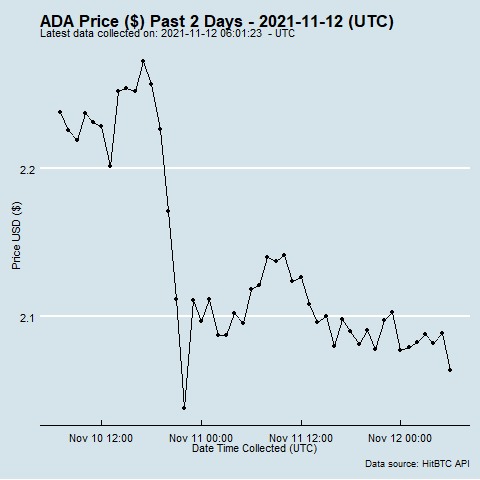 ADA Price ($) Past 2 Days - 2021-11-12 (UTC)
Latest data collected on: 2021-11-12 06:01:23 - UTC
2.2
2.1
Price USD ($)
Nov 10 12:00 Nov 11 00:00 Nov 11 12:00 Nov 12 00:00
Date Time Collected (UTC)
Data source: HitBTC API